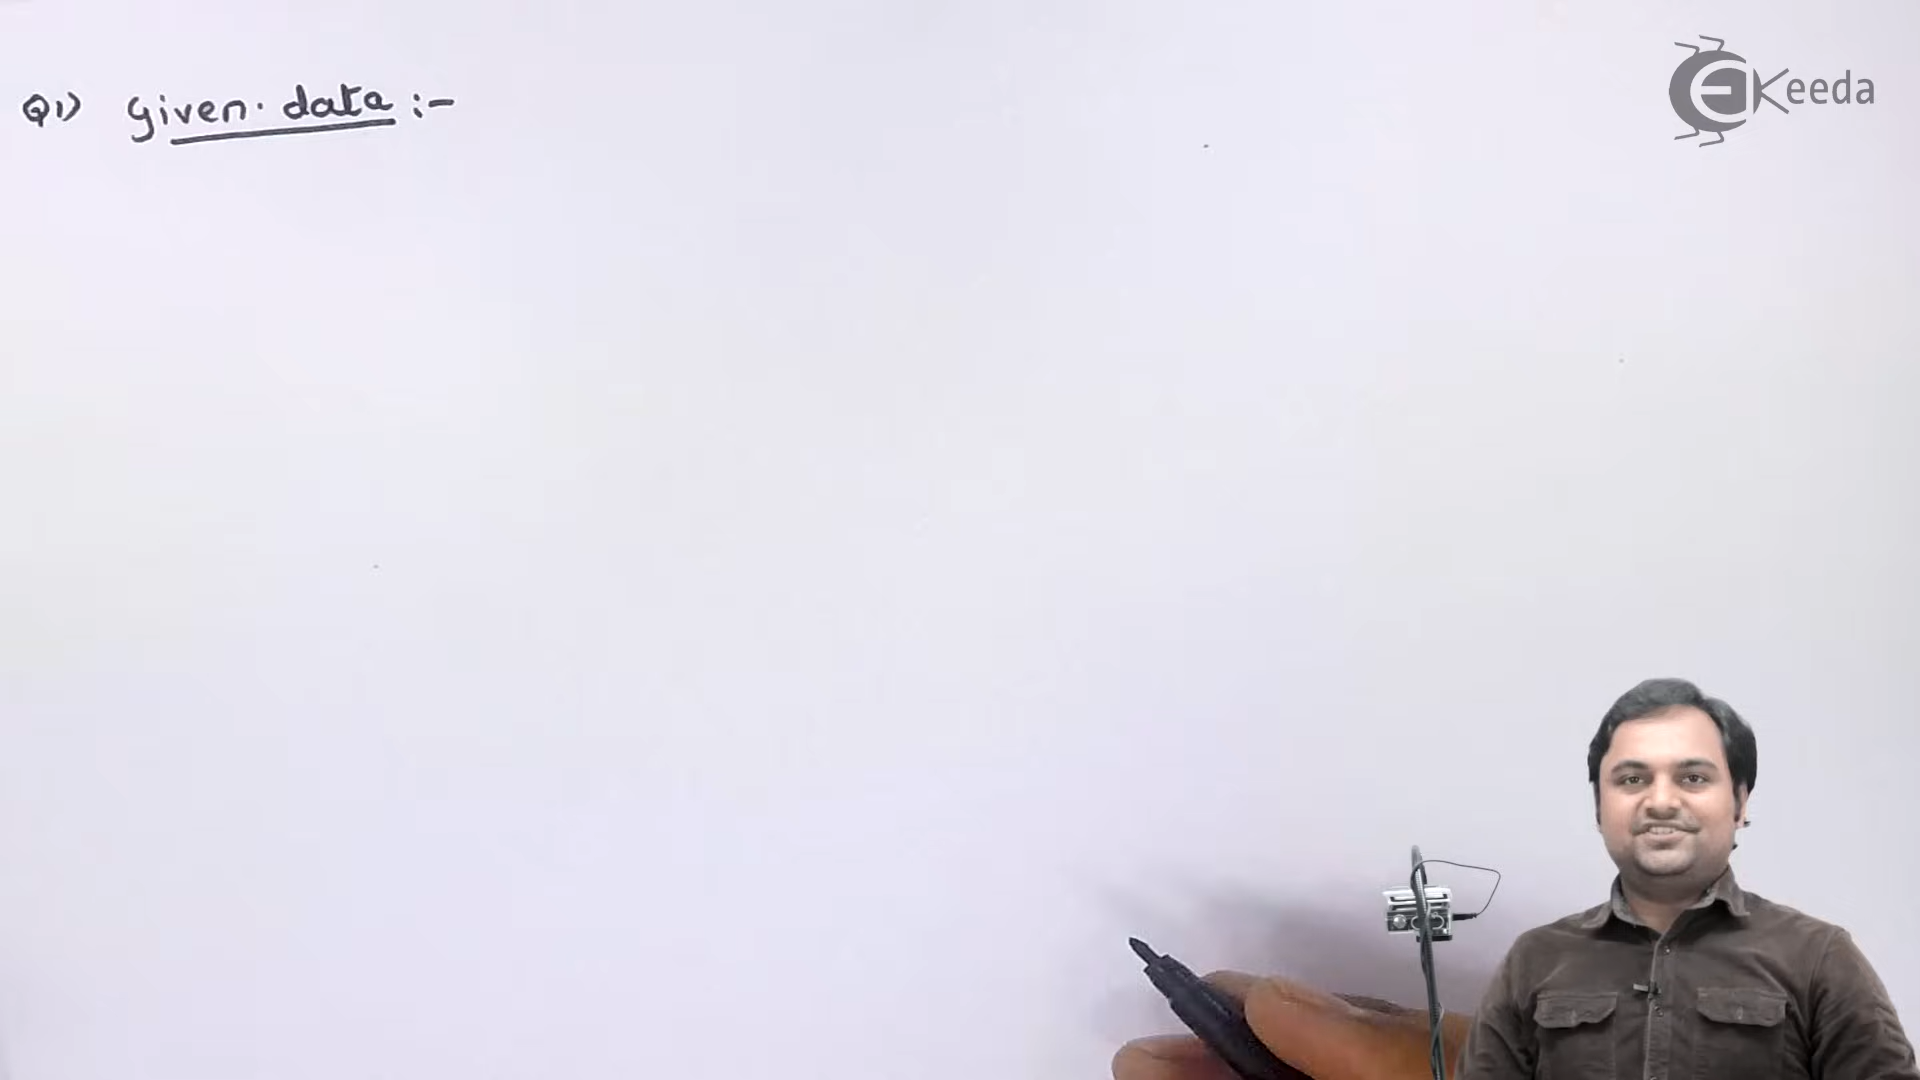 Q1) given. data :-
EKeeda